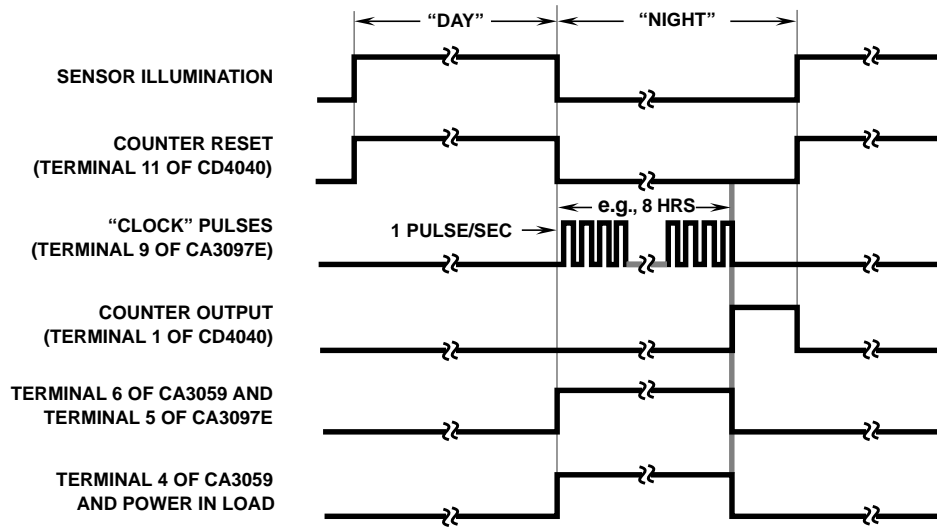 “DAY” “NIGHT”
SENSOR ILLUMINATION
COUNTER RESET
(TERMINAL 11 OF CD4040)
e.g., 8 HRS
“CLOCK” PULSES
(TERMINAL 9 OF CA3097E)
1 PULSE/SEC
COUNTER OUTPUT
(TERMINAL 1 OF CD4040)
TERMINAL 6 OF CA3059 AND
TERMINAL 5 OF CA3097E
TERMINAL 4 OF CA3059
AND POWER IN LOAD